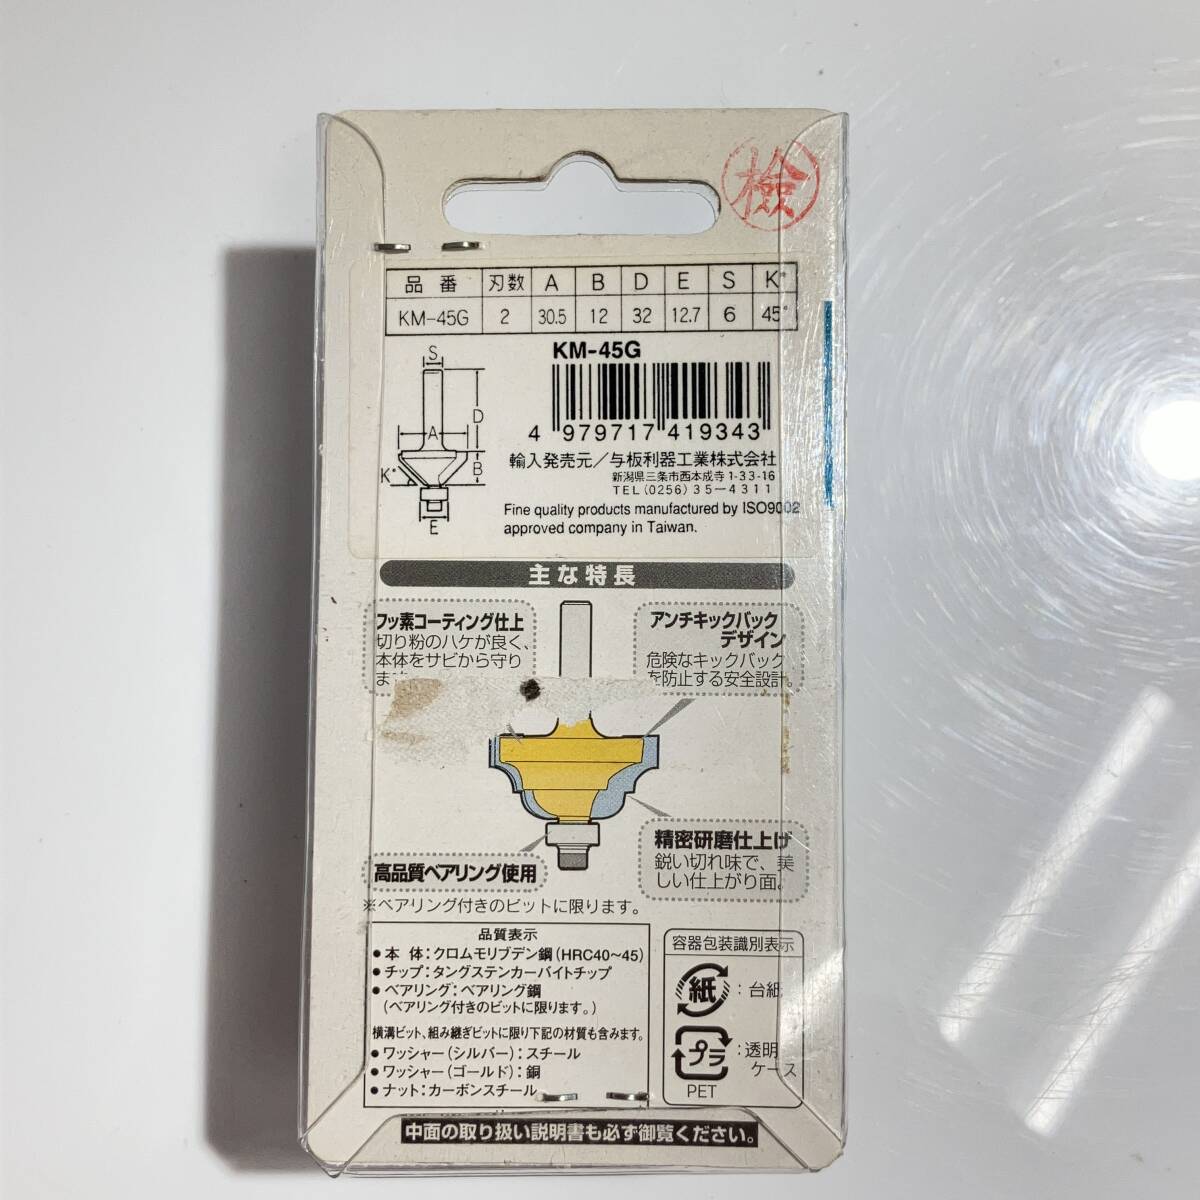 検
品番 刃数 A B D E S K°
KM-45G 2 30.5 12 32 12.7 6 45°
KM-45G
S
D
A
B
K°
E
4 979717 419343
輸入発売元/与板利器工業株式会社
新潟県三条市西本成寺1-33-16
TEL(0256)35-4311
Fine quality products manufactured by ISO9002
approved company in Taiwan.
主な特長
フッ素コーティング仕上
切り粉のハケが良く、
本体をサビから守り
アンチキックバック
デザイン
危険なキックバック
を防止する安全設計。
精密研磨仕上げ
鋭い切れ味で、美
しい仕上がり面。
高品質ベアリング使用
※ベアリング付きのビットに限ります。
品質表示
●本体:クロムモリブデン鋼(HRC40~45)
●チップ:タングステンカーバイトチップ
●ベアリング:ベアリング鋼
(ベアリング付きのビットに限ります。)
横溝ビット、組み継ぎビットに限り下記の材質も含みます。
●ワッシャー(シルバー):スチール
●ワッシャー(ゴールド):銅
●ナット:カーボンスチール
容器包装識別表示
紙:台紙
プラ:透明
ケース
PET
中面の取り扱い説明書も必ず御覧ください。